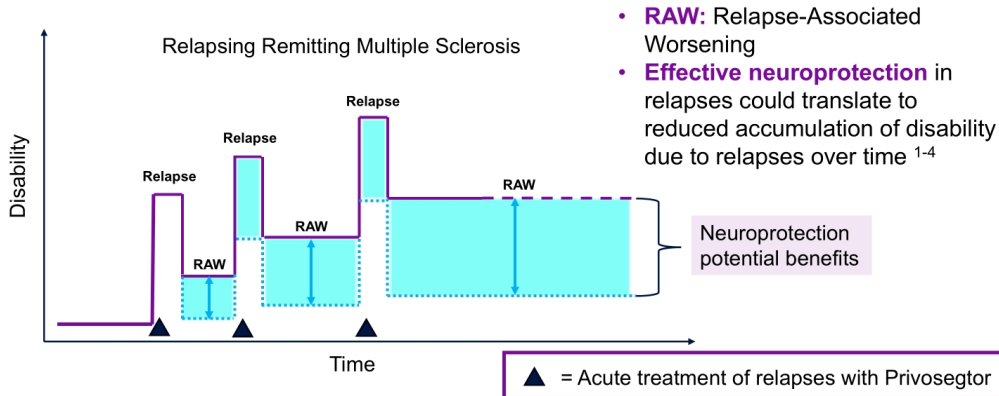 Relapsing Remitting Multiple Sclerosis
• RAW: Relapse-Associated
Worsening
• Effective neuroprotection in
relapses could translate to
reduced accumulation of disability
due to relapses over time 1-4
Disability
Relapse
Relapse
Relapse
RAW
RAW
RAW
Neuroprotection
potential benefits
Time
= Acute treatment of relapses with Privosegtor